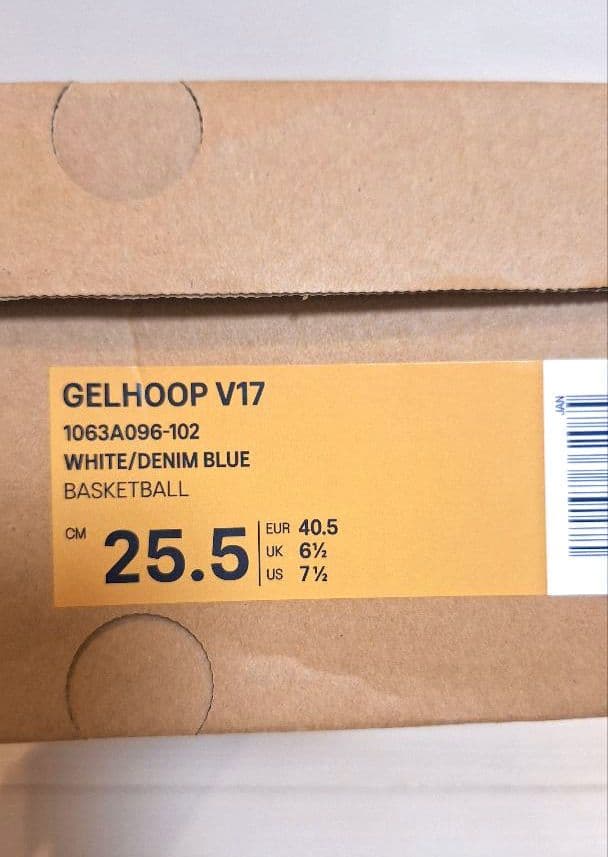 GELHOOP V17
1063A096-102
WHITE/DENIM BLUE
BASKETBALL
CM 25.5
EUR 40.5
UK 6½
US 7½
JAN